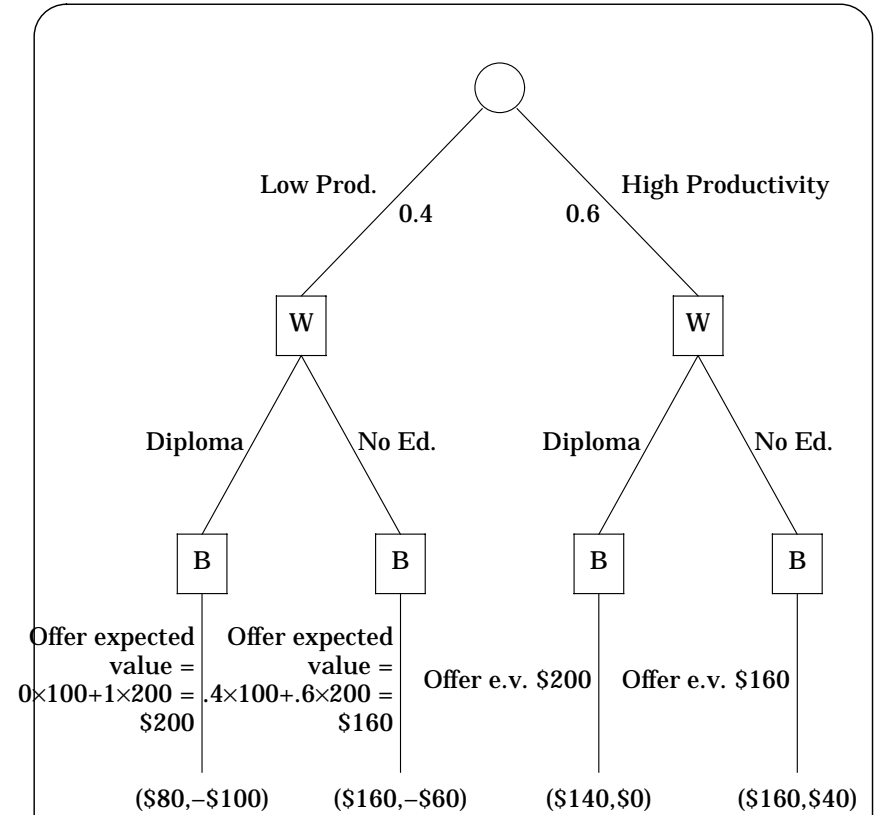 Low Prod.
High Productivity
0.4
0.6
W
W
Diploma
No Ed.
Diploma
No Ed.
B
B
B
B
Offer expected
value =
0×100+1×200 =
$200
Offer expected
value =
.4×100+.6×200 =
$160
Offer e.v. $200
Offer e.v. $160
($80,–$100)
($160,–$60)
($140,$0)
($160,$40)